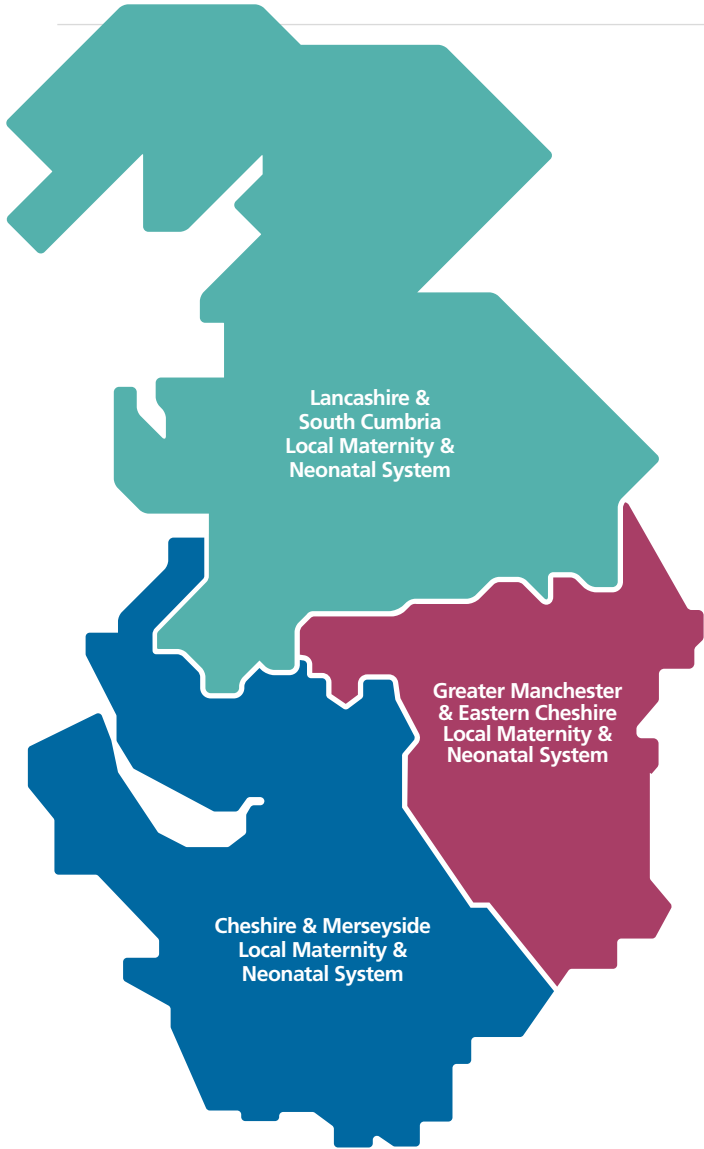 Lancashire &
South Cumbria
Local Maternity &
Neonatal System
Greater Manchester
& Eastern Cheshire
Local Maternity &
Neonatal System
Cheshire & Merseyside
Local Maternity &
Neonatal System